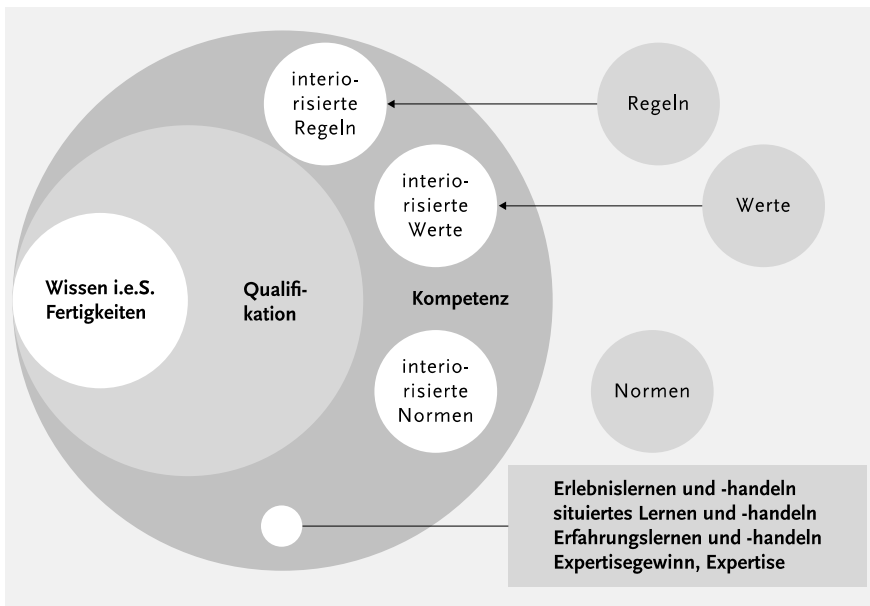 interio-
risierte
Regeln
Regeln
interio-
risierte
Werte
Werte
Wissen i.e.S.
Fertigkeiten
Qualifi-
kation
Kompetenz
interio-
risierte
Normen
Normen
Erlebnislernen und -handeln
situiertes Lernen und -handeln
Erfahrungslernen und -handeln
Expertisegewinn, Expertise